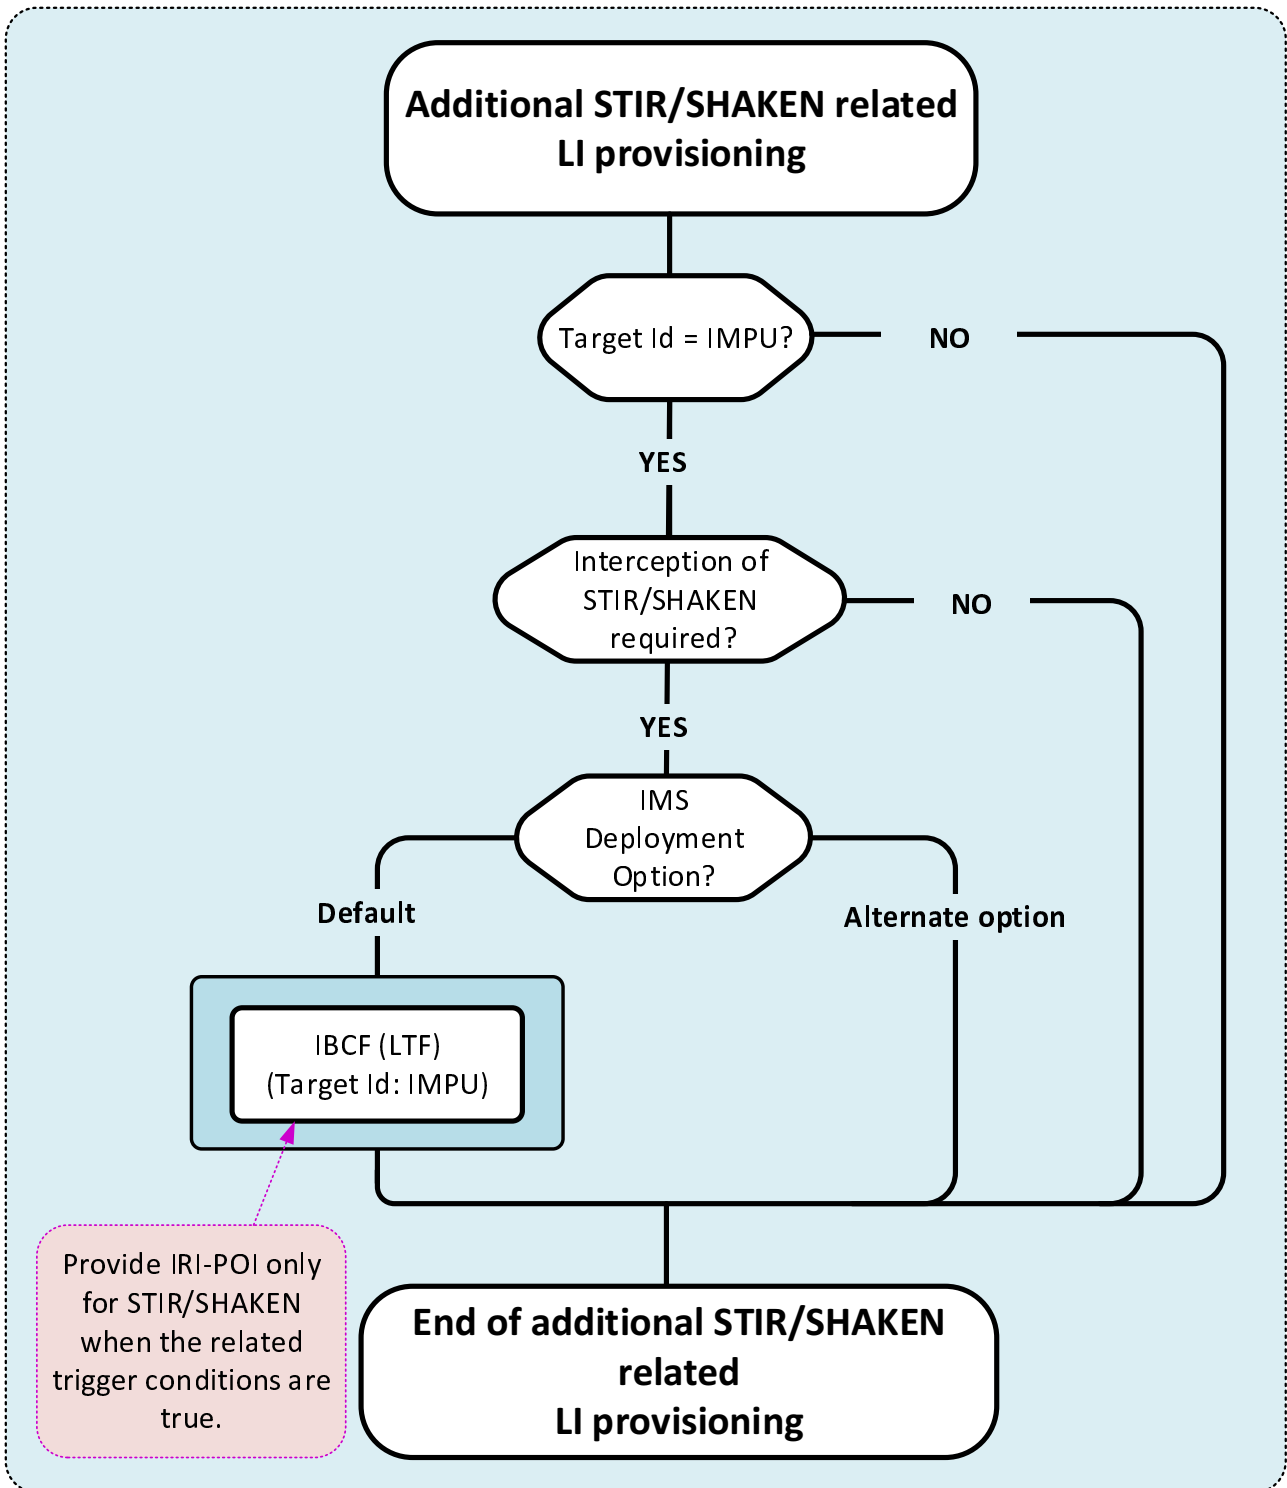 Additional STIR/SHAKEN related
LI provisioning
Target Id = IMPU?
NO
YES
Interception of
STIR/SHAKEN
required?
NO
YES
IMS
Deployment
Option?
Default
Alternate option
IBCF (LTF)
(Target Id: IMPU)
Provide IRI-POI only
for STIR/SHAKEN
when the related
trigger conditions are
true.
End of additional STIR/SHAKEN
related
LI provisioning